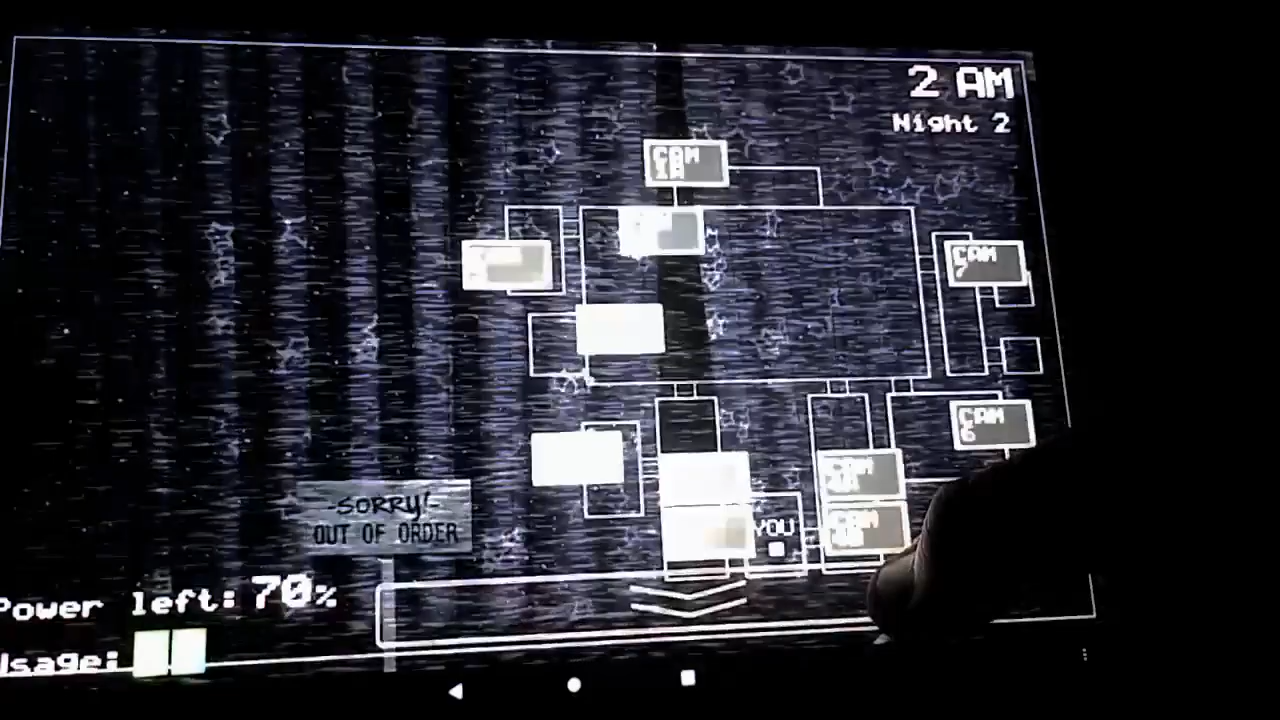 2 AM
Night 2
CAM
1A
CAM
7
CAM
6
CAM
4A
CAM
4B
YOU
-SORRY!-
OUT OF ORDER
Power left: 70%
Usage: